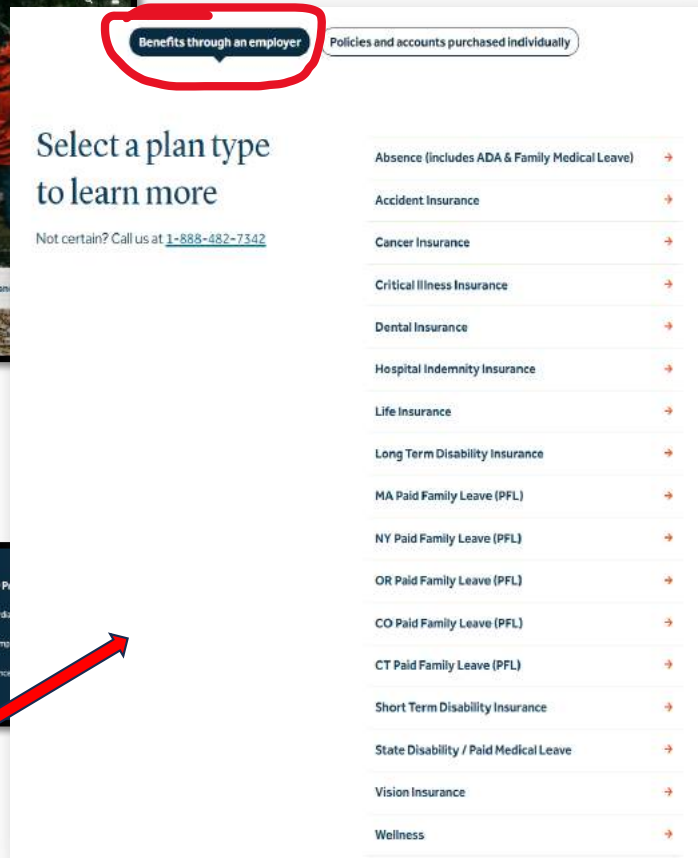 Benefits through an employer
Policies and accounts purchased individually
Select a plan type
to learn more
Not certain? Call us at 1-888-482-7342
Absence (includes ADA & Family Medical Leave)
Accident Insurance
Cancer Insurance
Critical Illness Insurance
Dental Insurance
Hospital Indemnity Insurance
Life Insurance
Long Term Disability Insurance
MA Paid Family Leave (PFL)
NY Paid Family Leave (PFL)
OR Paid Family Leave (PFL)
CO Paid Family Leave (PFL)
CT Paid Family Leave (PFL)
Short Term Disability Insurance
State Disability / Paid Medical Leave
Vision Insurance
Wellness